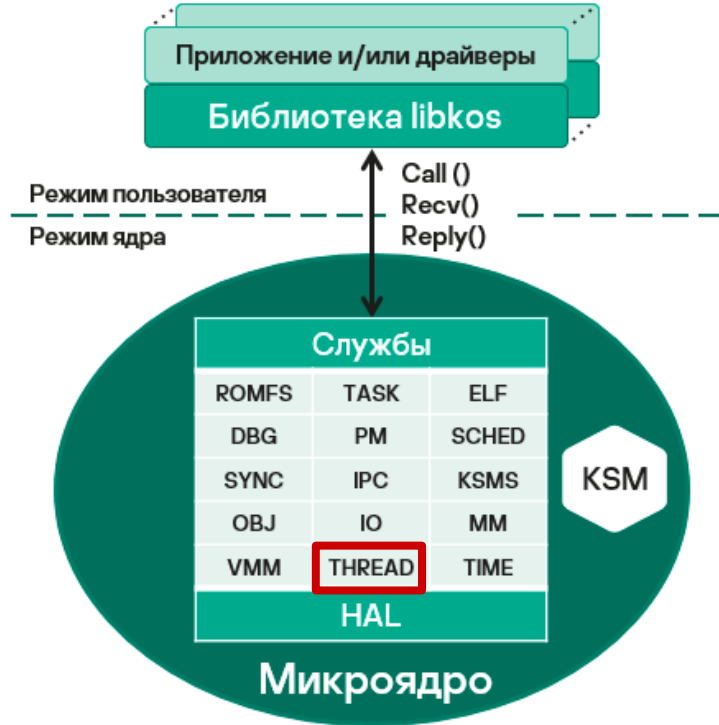 Приложение и/или драйверы
Библиотека libkos
Call ()
Режим пользователя
Recv()
Режим ядра
Reply()
Службы
ROMFS TASK ELF
DBG PM SCHED
SYNC IPC KSMS
KSM
OBJ IO MM
VMM THREAD TIME
HAL
Микроядро